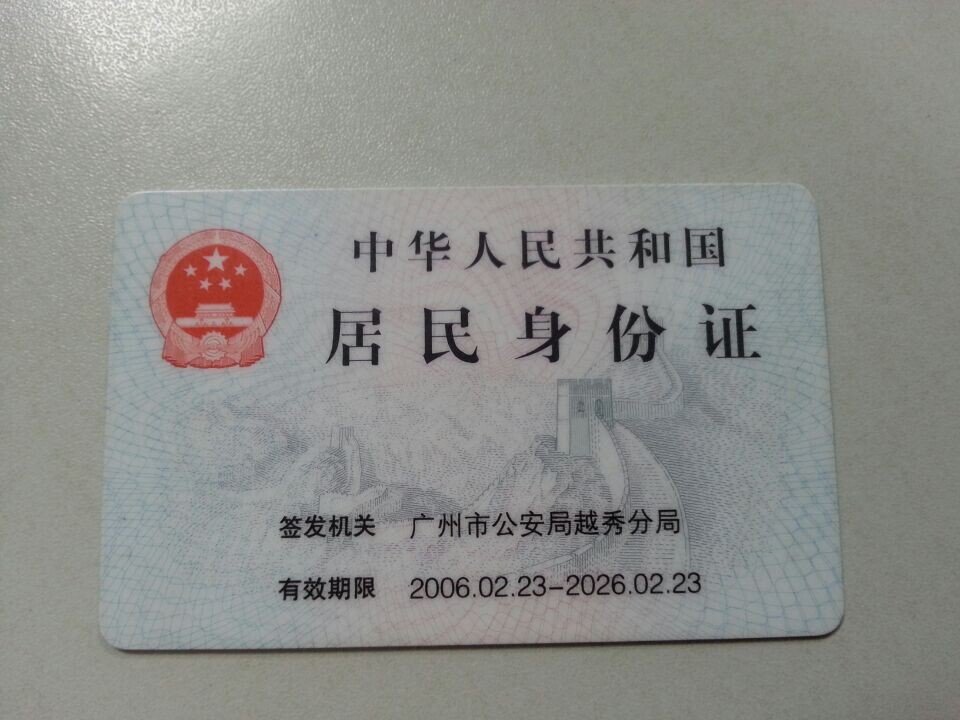 中华人民共和国
居民身份证
签发机关 广州市公安局越秀分局
有效期限 2006.02.23-2026.02.23